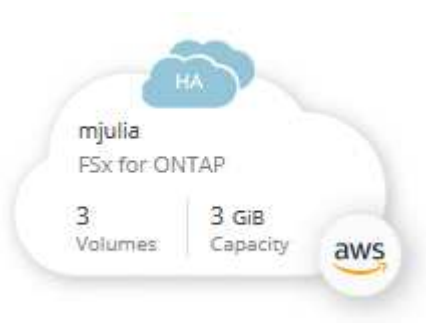 HA
mjulia
FSx for ONTAP
3 3 GiB
Volumes Capacity
aws